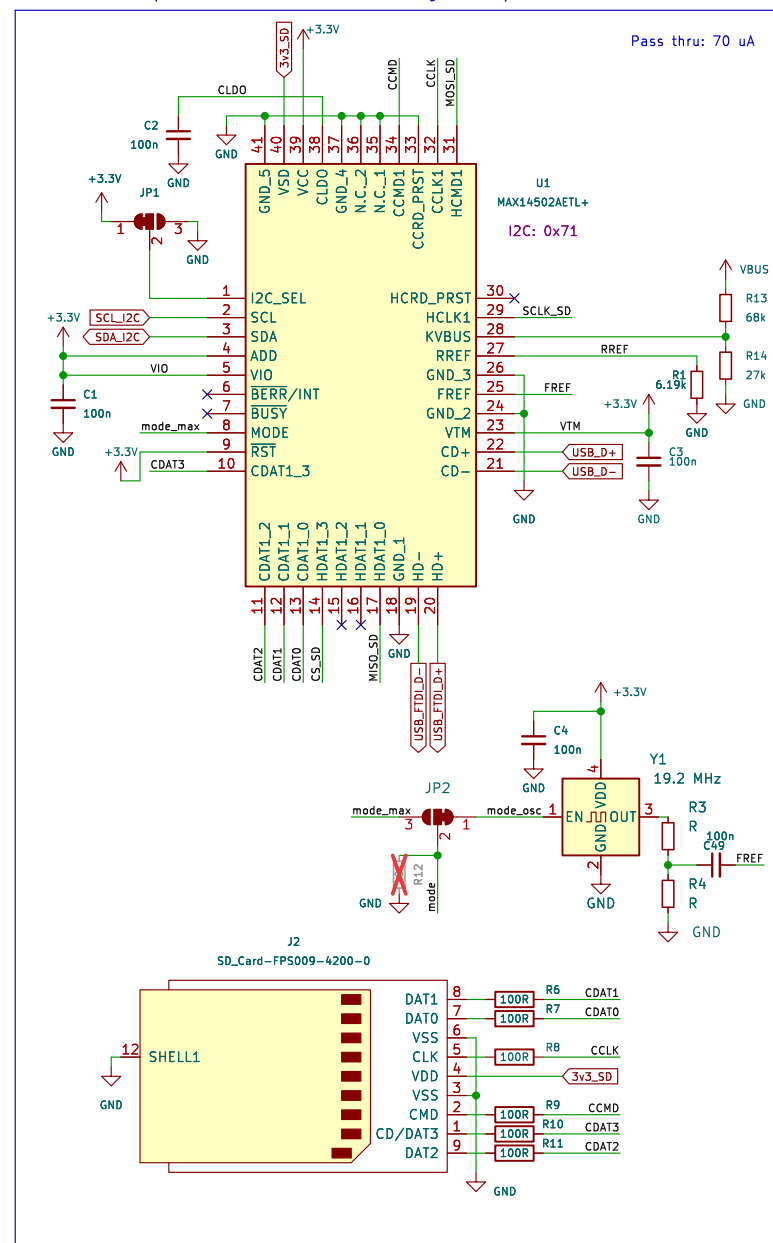 Pass thru: 70 uA
3v3_SD
+3.3V
CCMD
CCLK
MOSI_SD
CLDO
C2
100n
GND
GND
41
40
39
38
37
36
35
34
33
32
31
GND_5
VSD
VCC
CLDO
GND_4
N.C._2
N.C._1
CCMD1
CCRD_PRST
CCLK1
HCMD1
U1
MAX14502AETL+
I2C: 0x71
+3.3V
JP1
1
2
3
GND
VBUS
R13
68k
R14
27k
GND
1 I2C_SEL
SCL_I2C 2 SCL
SDA_I2C 3 SDA
4 ADD
VIO 5 VIO
6 BERR/INT
7 BUSY
mode_max 8 MODE
9 RST
CDAT3 10 CDAT1_3
+3.3V
C1
100n
GND
+3.3V
HCRD_PRST 30
HCLK1 29 SCLK_SD
KVBUS 28
RREF 27 RREF
GND_3 26
FREF 25 FREF
GND_2 24
VTM 23 VTM
CD+ 22 USB_D+
CD- 21 USB_D-
R1
6.19k
GND
+3.3V
C3
100n
GND
GND
CDAT1_2
CDAT1_1
CDAT1_0
HDAT1_3
HDAT1_2
HDAT1_1
HDAT1_0
GND_1
HD-
HD+
11
12
13
14
15
16
17
18
19
20
CDAT2
CDAT1
CDAT0
CS_SD
MISO_SD
GND
USB_FTDI_D-
USB_FTDI_D+
+3.3V
C4
100n
GND
Y1
19.2 MHz
4
VDD
1 EN
OUT 3
GND
2
GND
JP2
mode_max
3
2
1
mode_osc
R12
GND
mode
R3
R
100n
C49
FREF
R4
R
GND
J2
SD_Card-FPS009-4200-0
12 SHELL1
GND
DAT1 8 100R R6 CDAT1
DAT0 7 100R R7 CDAT0
VSS 6
CLK 5 100R R8 CCLK
VDD 4 3v3_SD
VSS 3
CMD 2 100R R9 CCMD
CD/DAT3 1 100R R10 CDAT3
DAT2 9 100R R11 CDAT2
GND